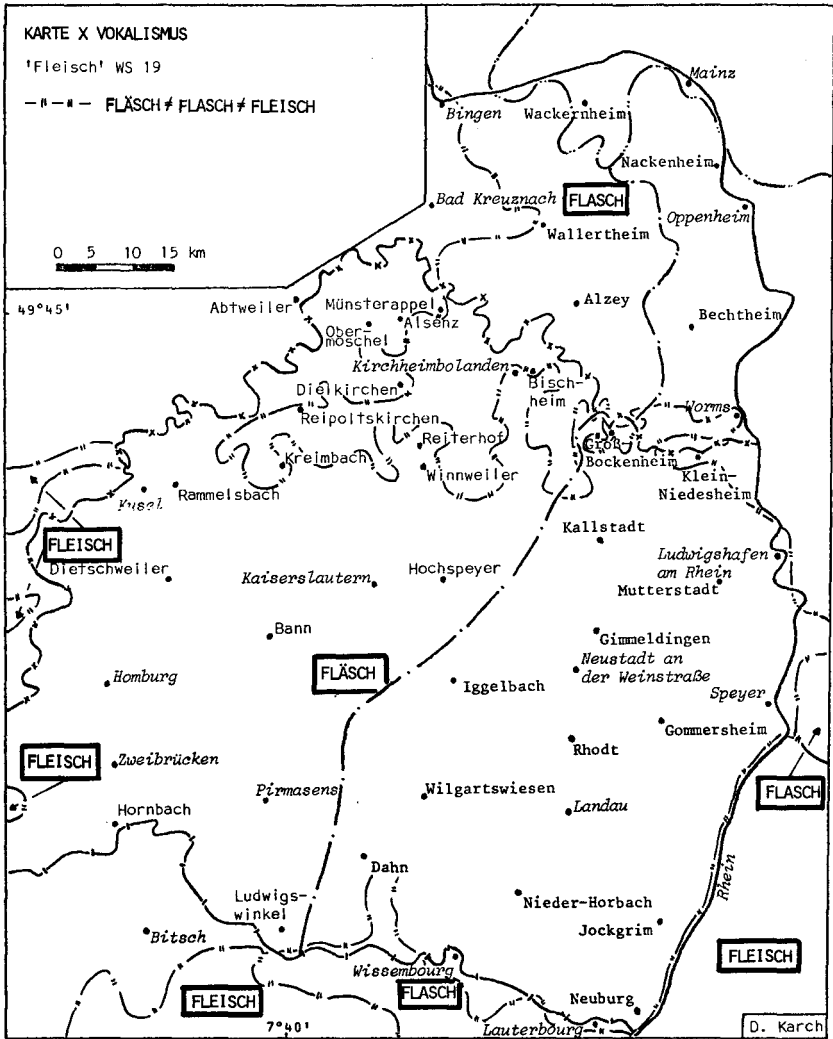 KARTE X VOKALISMUS
'Fleisch' WS 19
FLÄSCH ≠ FLASCH ≠ FLEISCH
Mainz
Bingen
Wackernheim
Nackenheim
Bad Kreuznach
FLASCH
Oppenheim
Wallertheim
0 5 10 15 km
Abtweiler
Münsterappel
49°45'
Alsenz
Alzey
Bechtheim
Ober-
moschel
Kirchheimbolanden
Bisch-
heim
Dielkirchen
Reipoltskirchen
Worms
Reiterhof
Groß-
Bockenheim
Kreimbach
Winnweiler
Klein-
Niedesheim
Kusel
Rammelsbach
FLEISCH
Kallstadt
Ludwigshafen
am Rhein
Dietschweiler
Kaiserslautern
Hochspeyer
Mutterstadt
Bann
Gimmeldingen
Neustadt an
der Weinstraße
Homburg
FLÄSCH
Iggelbach
Speyer
Gommersheim
Rhodt
FLEISCH
Zweibrücken
FLASCH
Pirmasens
Wilgartswiesen
Landau
Hornbach
Dahn
Rhein
Ludwigs-
winkel
Nieder-Horbach
Jockgrim
Bitsch
FLEISCH
Wissembourg
FLEISCH
FLASCH
Neuburg
7°40'
Lauterbourg
D. Karch